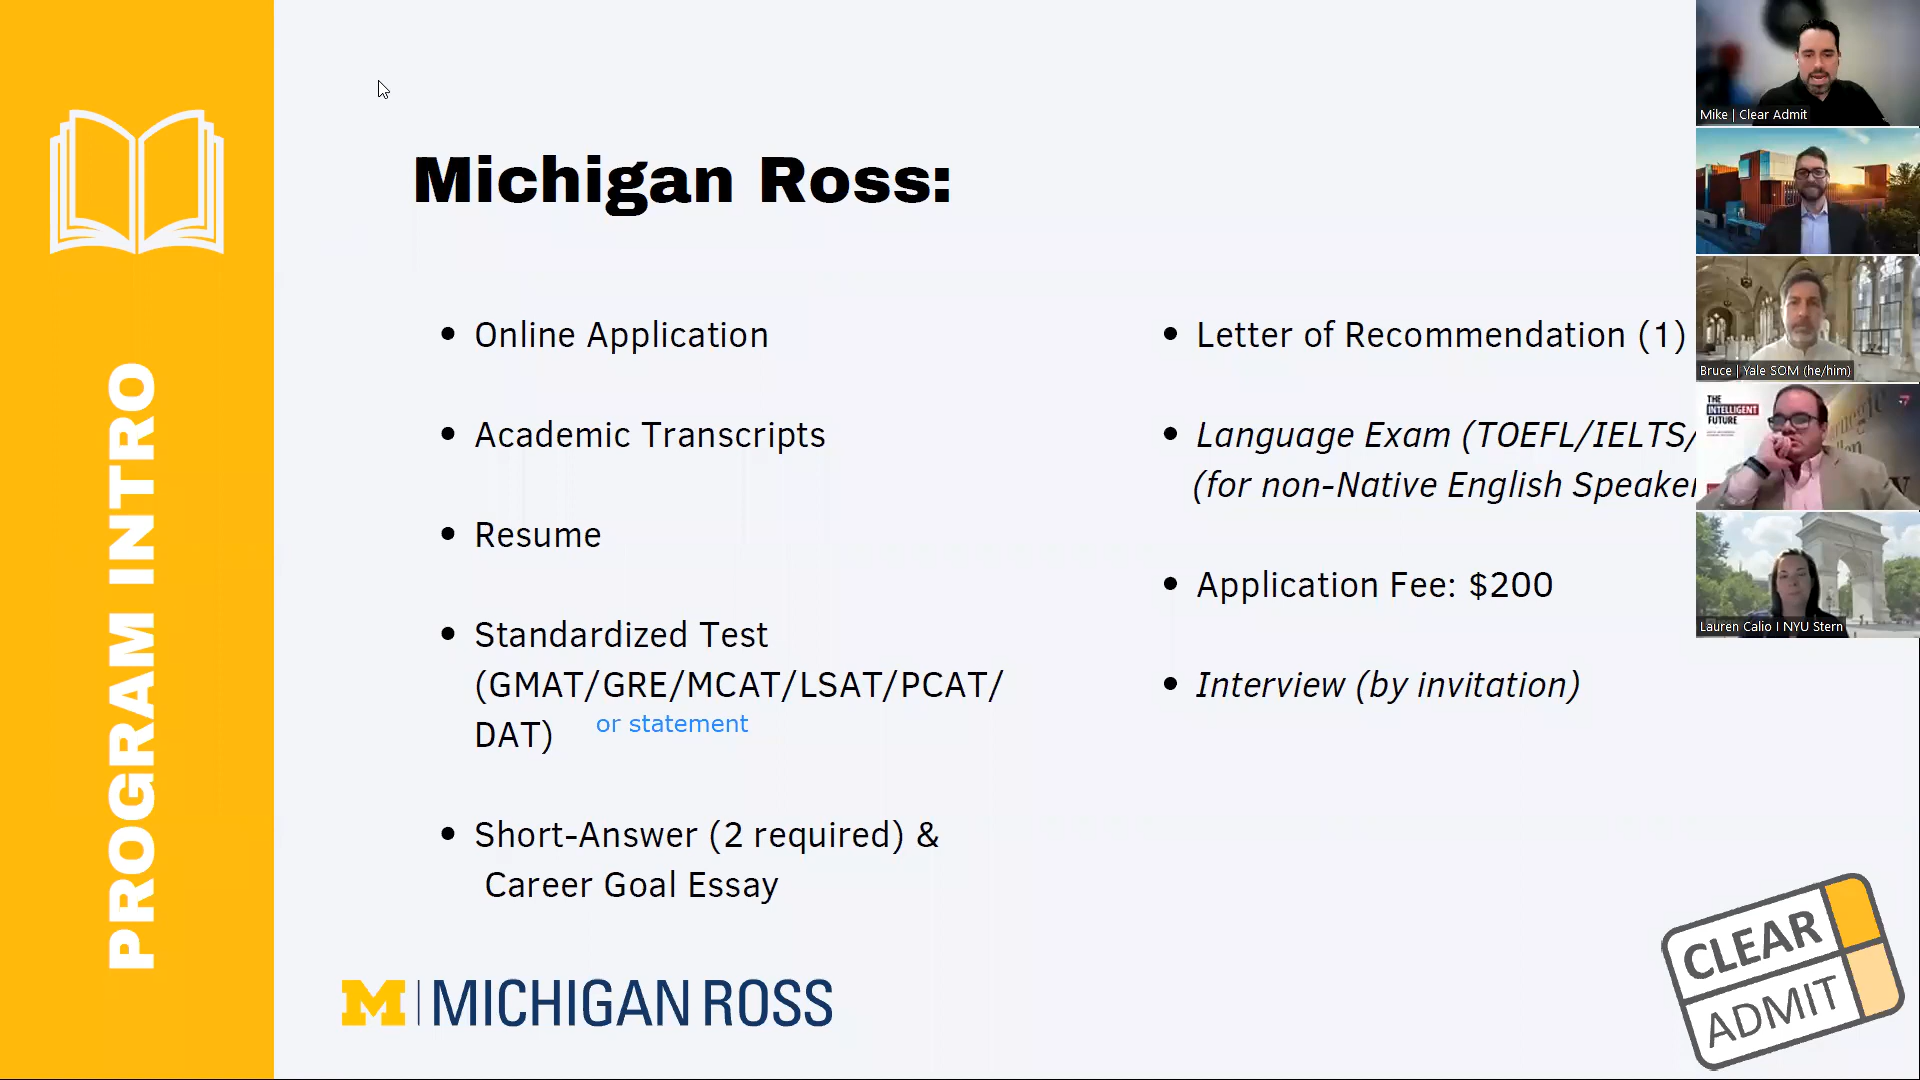 PROGRAM INTRO
Michigan Ross:
• Online Application
• Academic Transcripts
• Resume
• Standardized Test
(GMAT/GRE/MCAT/LSAT/PCAT/
DAT)
or statement
• Short-Answer (2 required) &
Career Goal Essay
• Letter of Recommendation (1)
• Language Exam (TOEFL/IELTS/
(for non-Native English Speaker
• Application Fee: $200
• Interview (by invitation)
M | MICHIGAN ROSS
CLEAR
ADMIT
Mike | Clear Admit
Bruce | Yale SOM (he/him)
THE
INTELLIGENT
FUTURE
Lauren Calio I NYU Stern